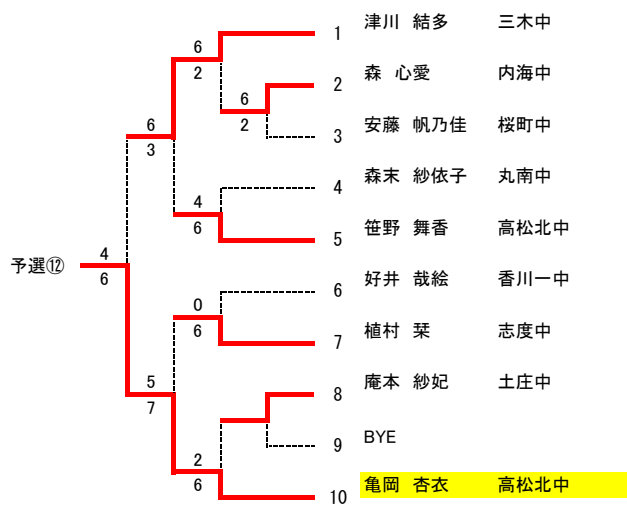 1 津川 結多 三木中
6
2
2 森 心愛 内海中
6
2
3 安藤 帆乃佳 桜町中
6
3
4 森末 紗依子 丸南中
4
6
5 笹野 舞香 高松北中
予選⑫
4
6
6 好井 哉絵 香川一中
0
6
7 植村 栞 志度中
5
7
8 庵本 紗妃 土庄中
9 BYE
2
6
10 亀岡 杏衣 高松北中